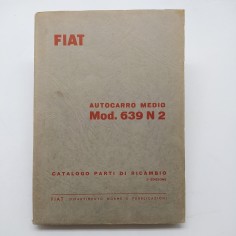 FIAT
AUTOCARRO MEDIO
Mod. 639 N 2
CATALOGO PARTI DI RICAMBIO
FIAT